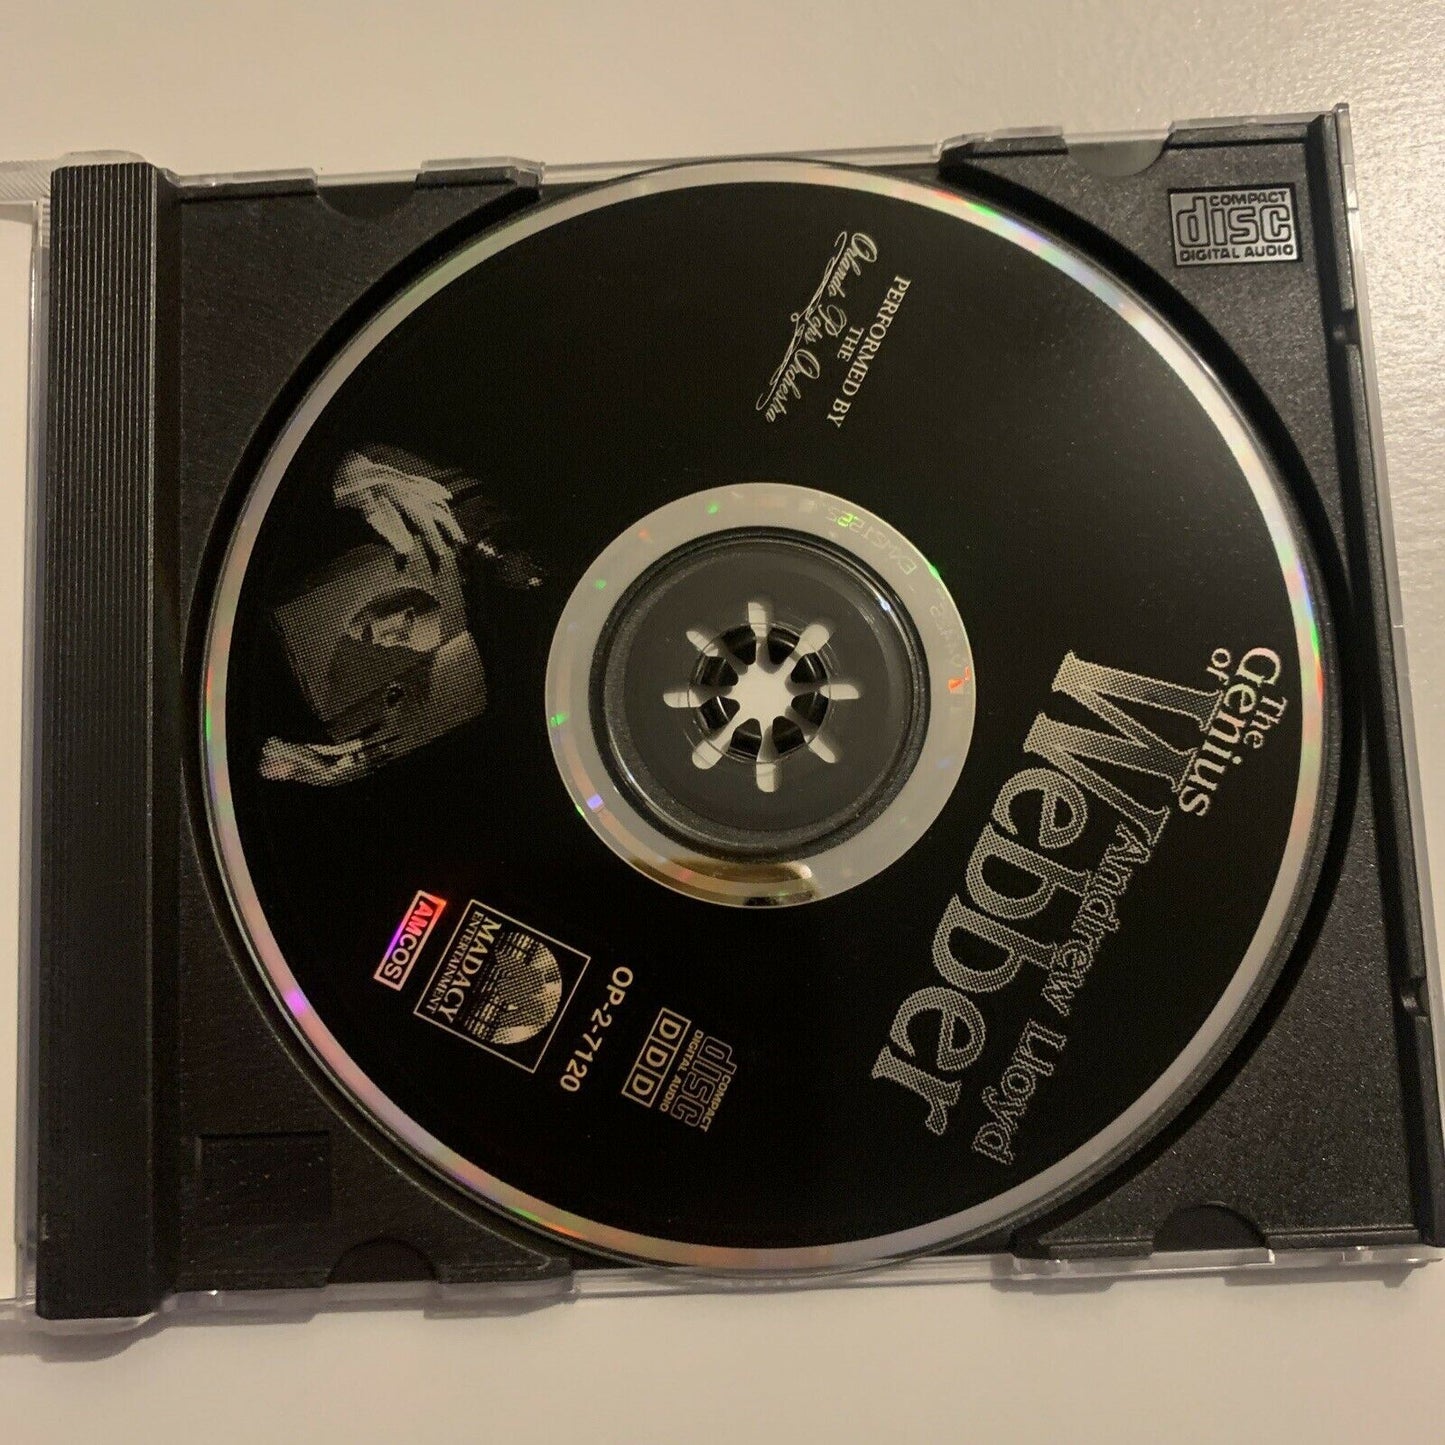 The
Genius
of
Andrew Lloyd
Webber
PERFORMED BY
THE
Orlando Pops Orchestra
COMPACT
disc
DIGITAL AUDIO
DDD
OP-2-7120
MADACY
ENTERTAINMENT
AMCOS
COMPACT
disc
DIGITAL AUDIO